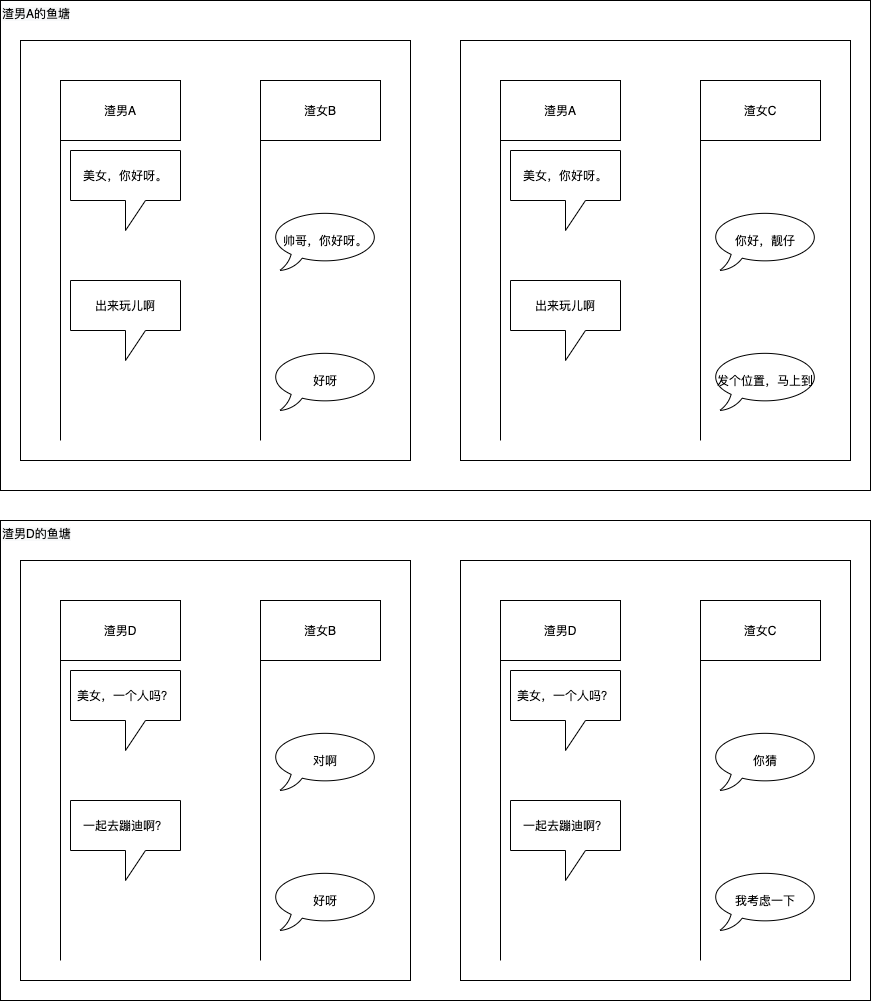 渣男A的鱼塘
渣男A
渣女B
美女，你好呀。
帅哥，你好呀。
出来玩儿啊
好呀
渣男A
渣女C
美女，你好呀。
你好，靓仔
出来玩儿啊
发个位置，马上到
渣男D的鱼塘
渣男D
渣女B
美女，一个人吗？
对啊
一起去蹦迪啊？
好呀
渣男D
渣女C
美女，一个人吗？
你猜
一起去蹦迪啊？
我考虑一下